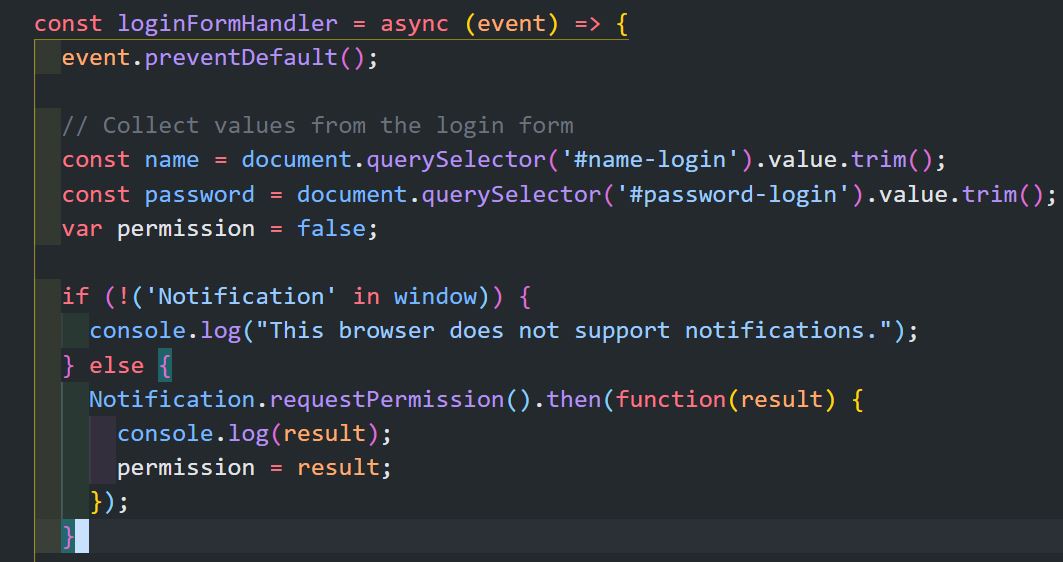 const loginFormHandler = async (event) => {
event.preventDefault();
// Collect values from the login form
const name = document.querySelector('#name-login').value.trim();
const password = document.querySelector('#password-login').value.trim();
var permission = false;
if (!('Notification' in window)) {
console.log("This browser does not support notifications.");
} else {
Notification.requestPermission().then(function(result) {
console.log(result);
permission = result;
});
}